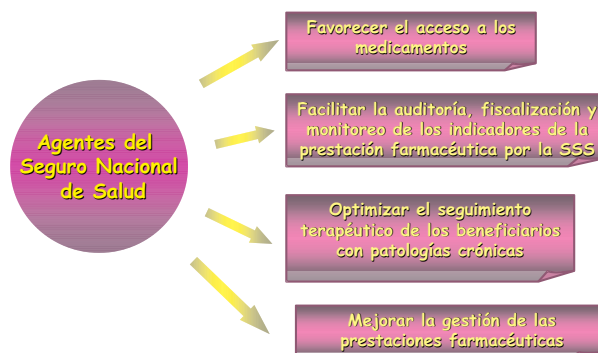 Agentes del
Seguro Nacional
de Salud
Favorecer el acceso a los
medicamentos
Facilitar la auditoría, fiscalización y
monitoreo de los indicadores de la
prestación farmacéutica por la SSS
Optimizar el seguimiento
terapéutico de los beneficiarios
con patologías crónicas
Mejorar la gestión de las
prestaciones farmacéuticas